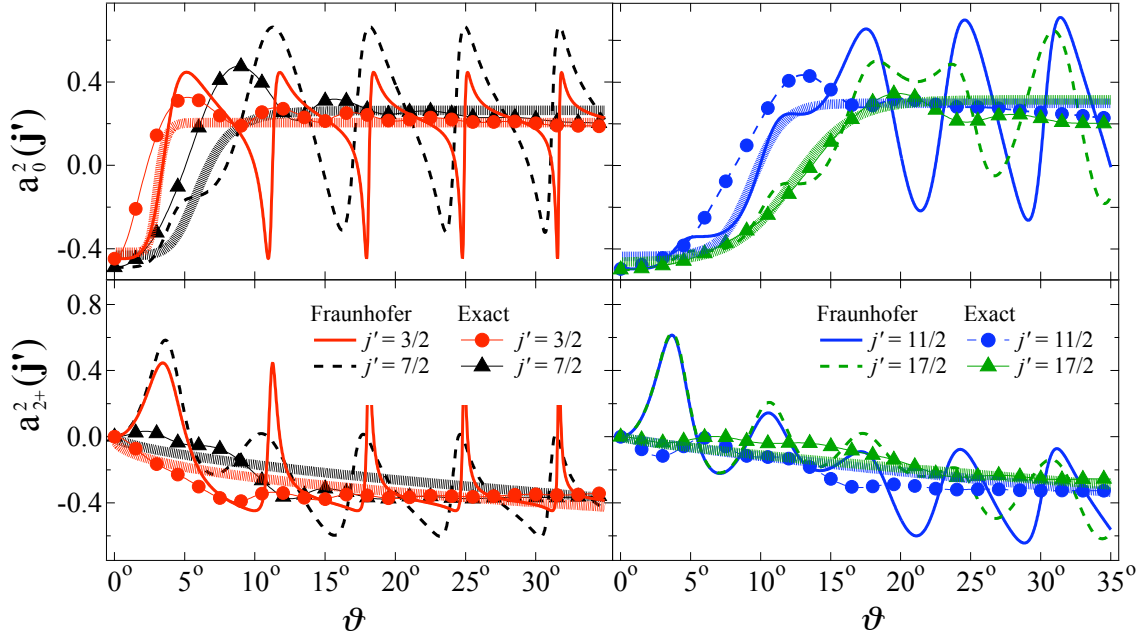 a₀²(j')
0.4
0.0
-0.4
a₂₊²(j')
0.8
0.4
0.0
-0.4
Fraunhofer Exact
j' = 3/2 j' = 3/2
j' = 7/2 j' = 7/2
Fraunhofer Exact
j' = 11/2 j' = 11/2
j' = 17/2 j' = 17/2
0° 5° 10° 15° 20° 25° 30° 0° 5° 10° 15° 20° 25° 30° 35°
ϑ ϑ